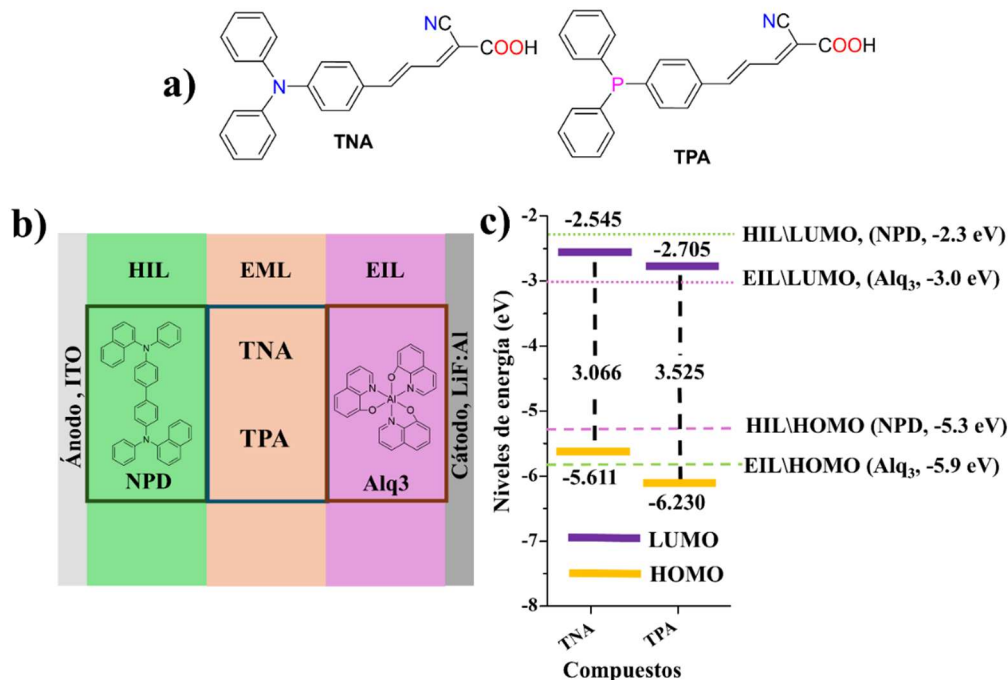 a)
NC
COOH
N
TNA
NC
COOH
P
TPA
b)
HIL
EML
EIL
Ánodo , ITO
N
N
NPD
TNA
TPA
O
N
Al
N
O
O
N
Alq3
Cátodo, LiF:Al
c)
Niveles de energía (eV)
-2
-3
-4
-5
-6
-7
-8
-2.545
-2.705
3.066
3.525
-5.611
-6.230
HIL\LUMO, (NPD, -2.3 eV)
EIL\LUMO, (Alq₃, -3.0 eV)
HIL\HOMO (NPD, -5.3 eV)
EIL\HOMO (Alq₃, -5.9 eV)
LUMO
HOMO
TNA
TPA
Compuestos